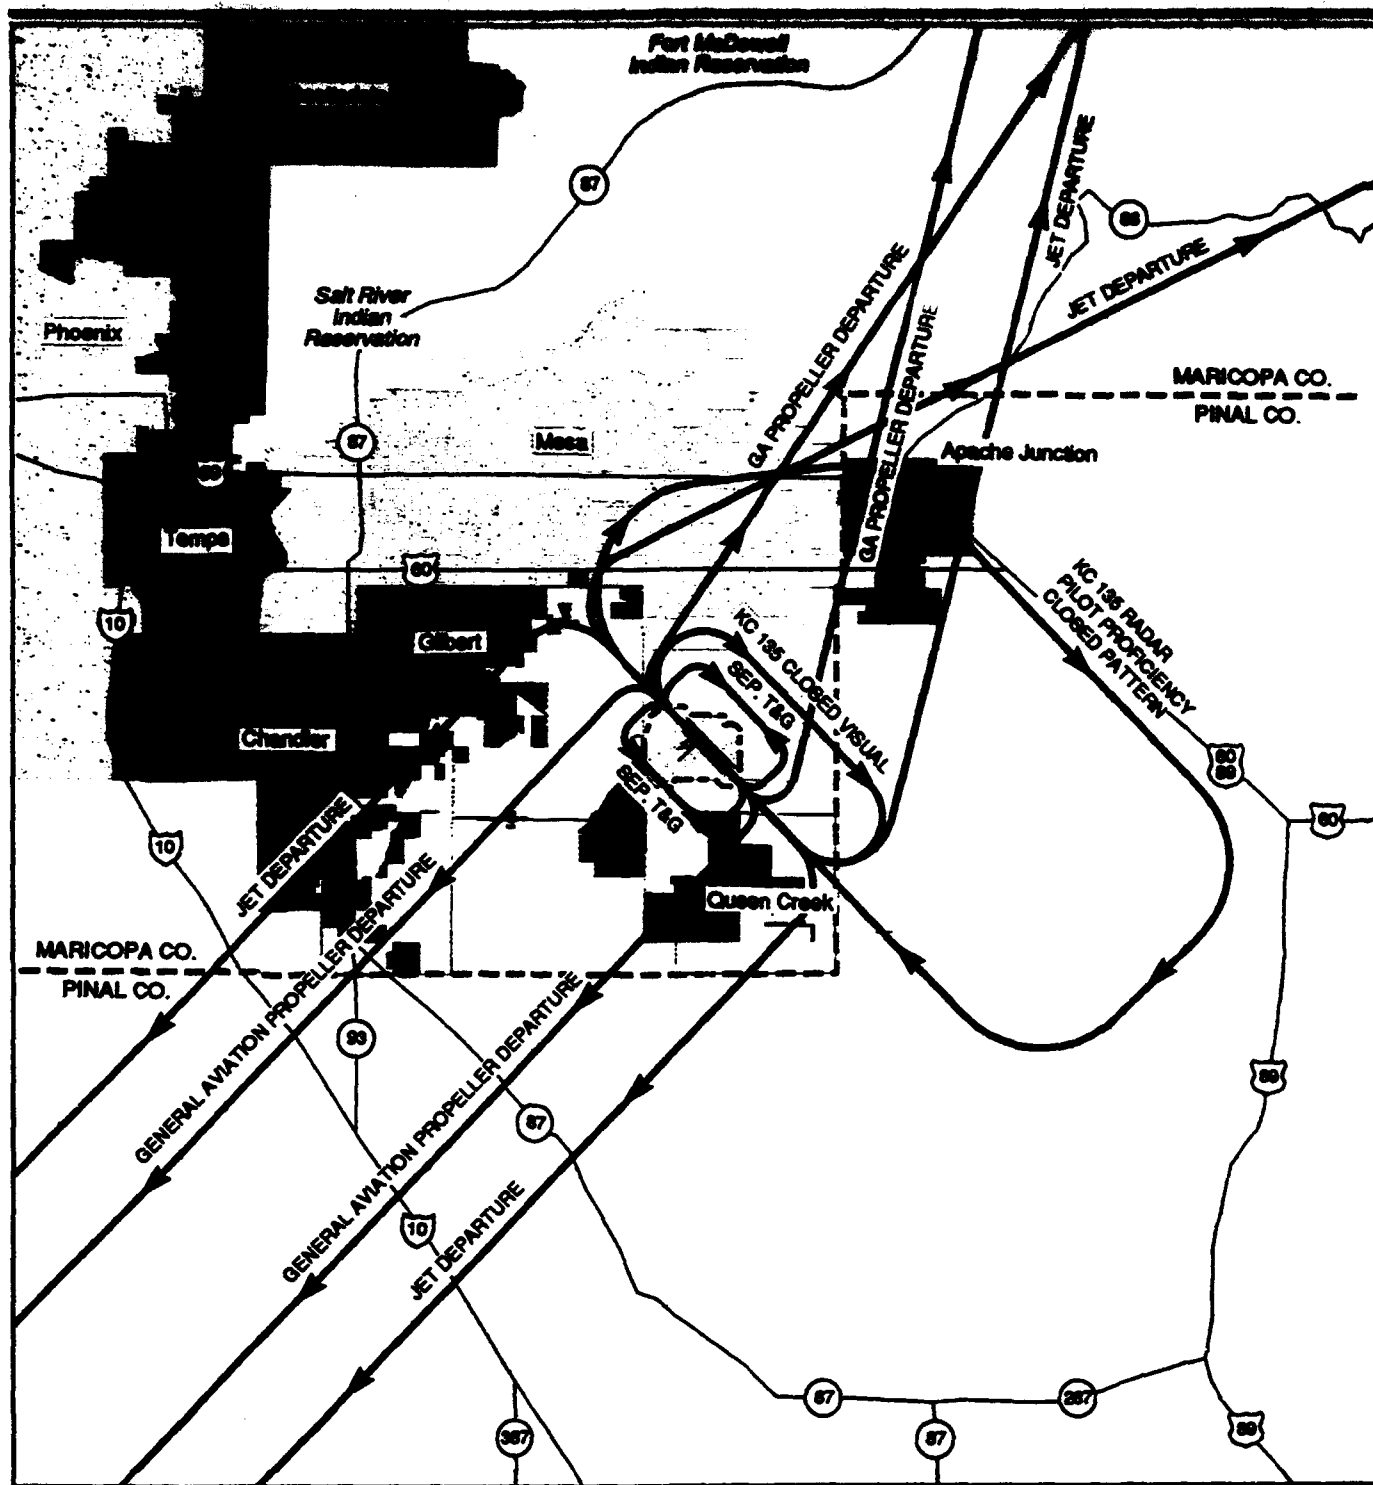 Fort McDowell
Indian Reservation
87
88
JET DEPARTURE
JET DEPARTURE
GA PROPELLER DEPARTURE
GA PROPELLER DEPARTURE
Salt River
Indian
Reservation
Phoenix
MARICOPA CO.
PINAL CO.
87
Mesa
Apache Junction
Tempe
60
KC 135 RADAR
PILOT PROFICIENCY
CLOSED PATTERN
10
Gilbert
KC 135 CLOSED VISUAL
SEP. T&G
SEP. T&G
Chandler
60
89
60
10
JET DEPARTURE
GENERAL AVIATION PROPELLER DEPARTURE
Queen Creek
MARICOPA CO.
PINAL CO.
93
GENERAL AVIATION PROPELLER DEPARTURE
89
87
JET DEPARTURE
10
87
287
387
87
89